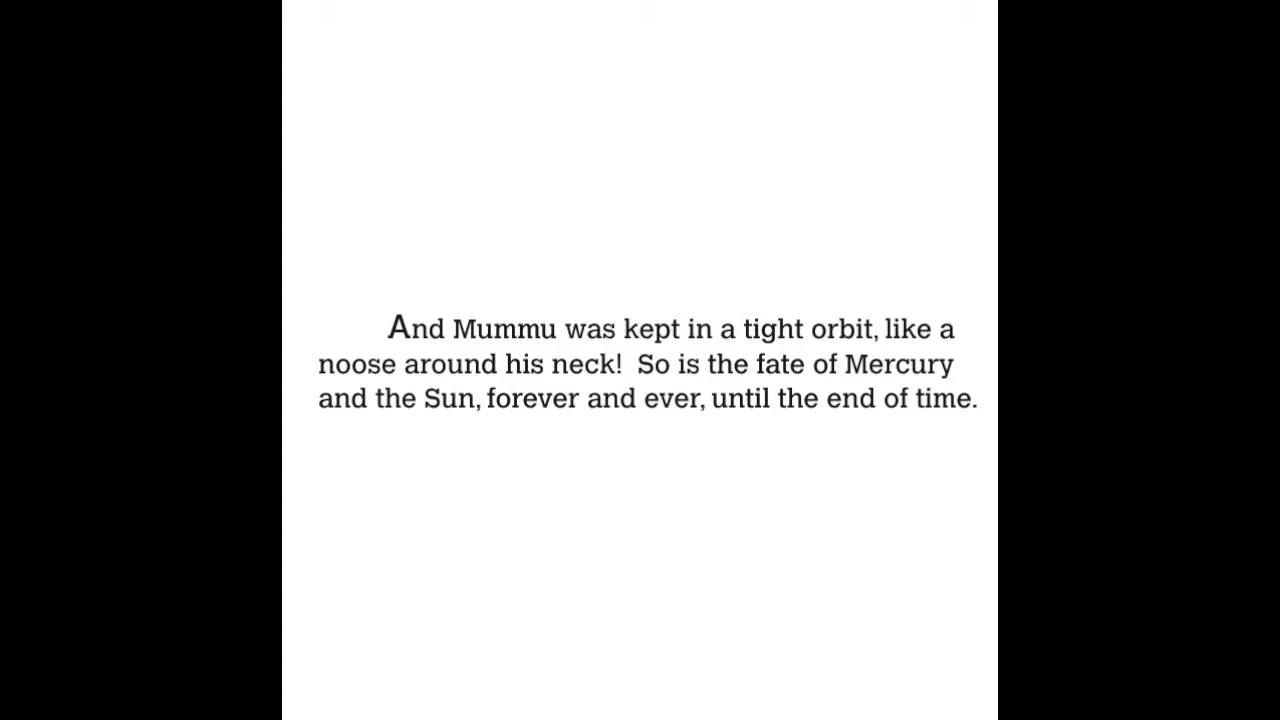 And Mummu was kept in a tight orbit, like a
noose around his neck!  So is the fate of Mercury
and the Sun, forever and ever, until the end of time.